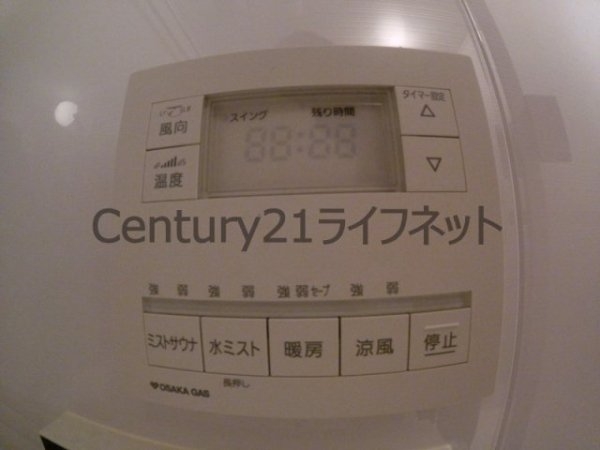 風向
スイング
残り時間
88:88
タイマー設定
△
▽
温度
Century21ライフネット
強 弱 強 弱 強 弱 セーブ 強 弱
ミストサウナ
水ミスト
暖房
涼風
停止
OSAKA GAS
長押し